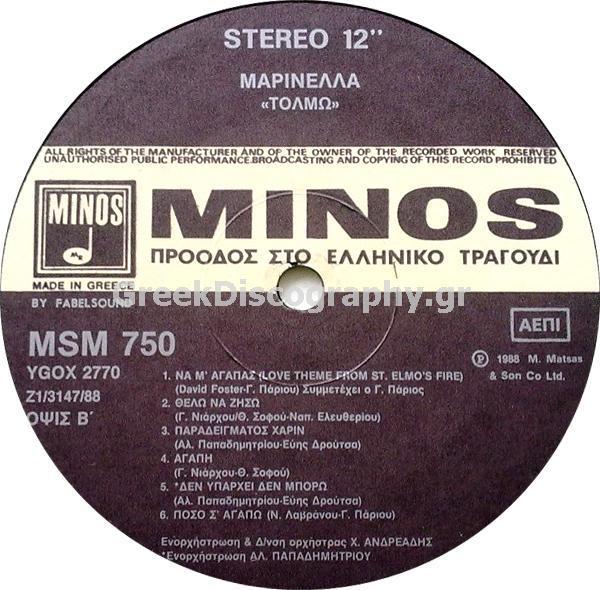 STEREO 12''
ΜΑΡΙΝΕΛΛΑ
«ΤΟΛΜΩ»
ALL RIGHTS OF THE MANUFACTURER AND OF THE OWNER OF THE RECORDED WORK RESERVED
UNAUTHORISED PUBLIC PERFORMANCE.BROADCASTING AND COPYING OF THIS RECORD PROHIBITED
MINOS
MINOS
ΠΡΟΟΔΟΣ ΣΤΟ ΕΛΛΗΝΙΚΟ ΤΡΑΓΟΥΔΙ
MADE IN GREECE
BY FABELSOUND
GreekDiscography.gr
MSM 750
YGOX 2770
Z1/3147/88
ΟΨΙΣ Β΄
ΑΕΠΙ
Ⓟ 1988 M. Matsas
& Son Co Ltd.
1. ΝΑ Μ' ΑΓΑΠΑΣ (LOVE THEME FROM ST. ELMO'S FIRE)
(David Foster-Γ. Πάριου) Συμμετέχει ο Γ. Πάριος
2. ΘΕΛΩ ΝΑ ΖΗΣΩ
(Γ. Νιάρχου/Θ. Σοφού-Ναπ. Ελευθερίου)
3. ΠΑΡΑΔΕΙΓΜΑΤΟΣ ΧΑΡΙΝ
(Αλ. Παπαδημητρίου-Εύης Δρούτσα)
4. ΑΓΑΠΗ
(Γ. Νιάρχου-Θ. Σοφού)
5. *ΔΕΝ ΥΠΑΡΧΕΙ ΔΕΝ ΜΠΟΡΩ
(Αλ. Παπαδημητρίου-Εύης Δρούτσα)
6. ΠΟΣΟ Σ' ΑΓΑΠΩ (Ν. Λαβράνου-Γ. Πάριου)
Ενορχήστρωση & Δ/νση ορχήστρας Χ. ΑΝΔΡΕΑΔΗΣ
*Ενορχήστρωση ΑΛ. ΠΑΠΑΔΗΜΗΤΡΙΟΥ